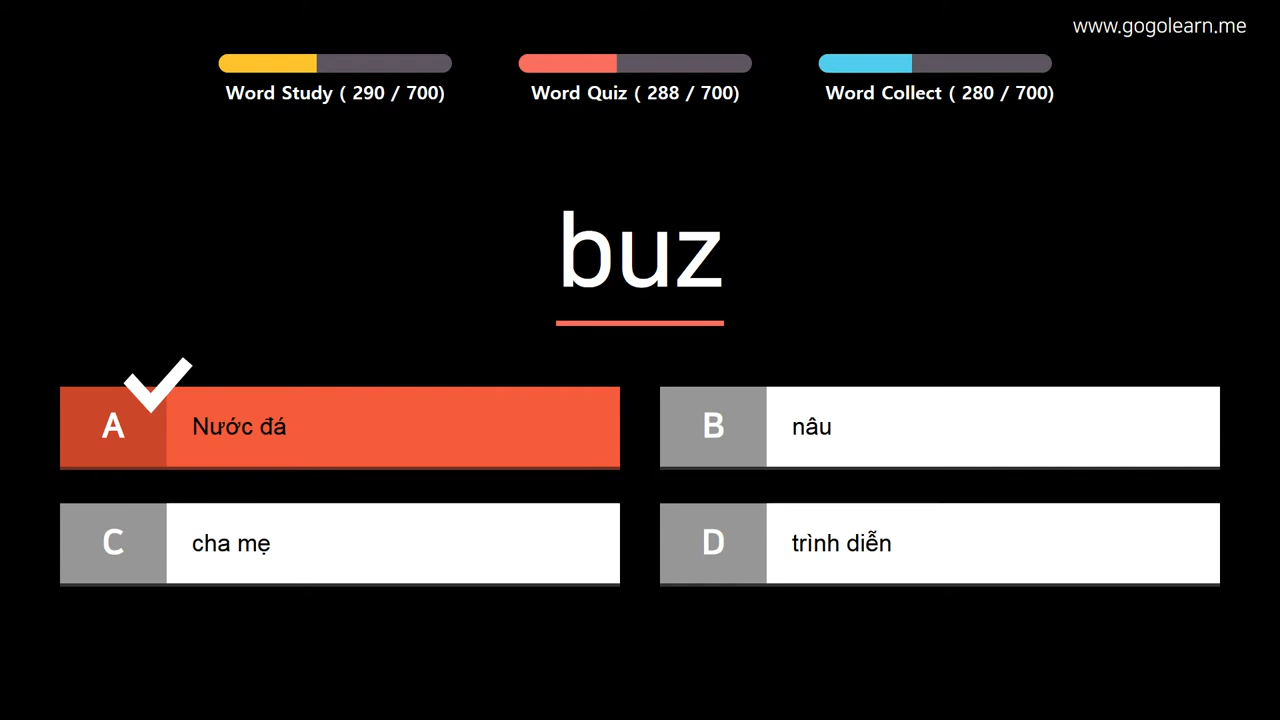 www.gogolearn.me
Word Study ( 290 / 700)
Word Quiz ( 288 / 700)
Word Collect ( 280 / 700)
buz
A Nước đá
B nâu
C cha mẹ
D trình diễn